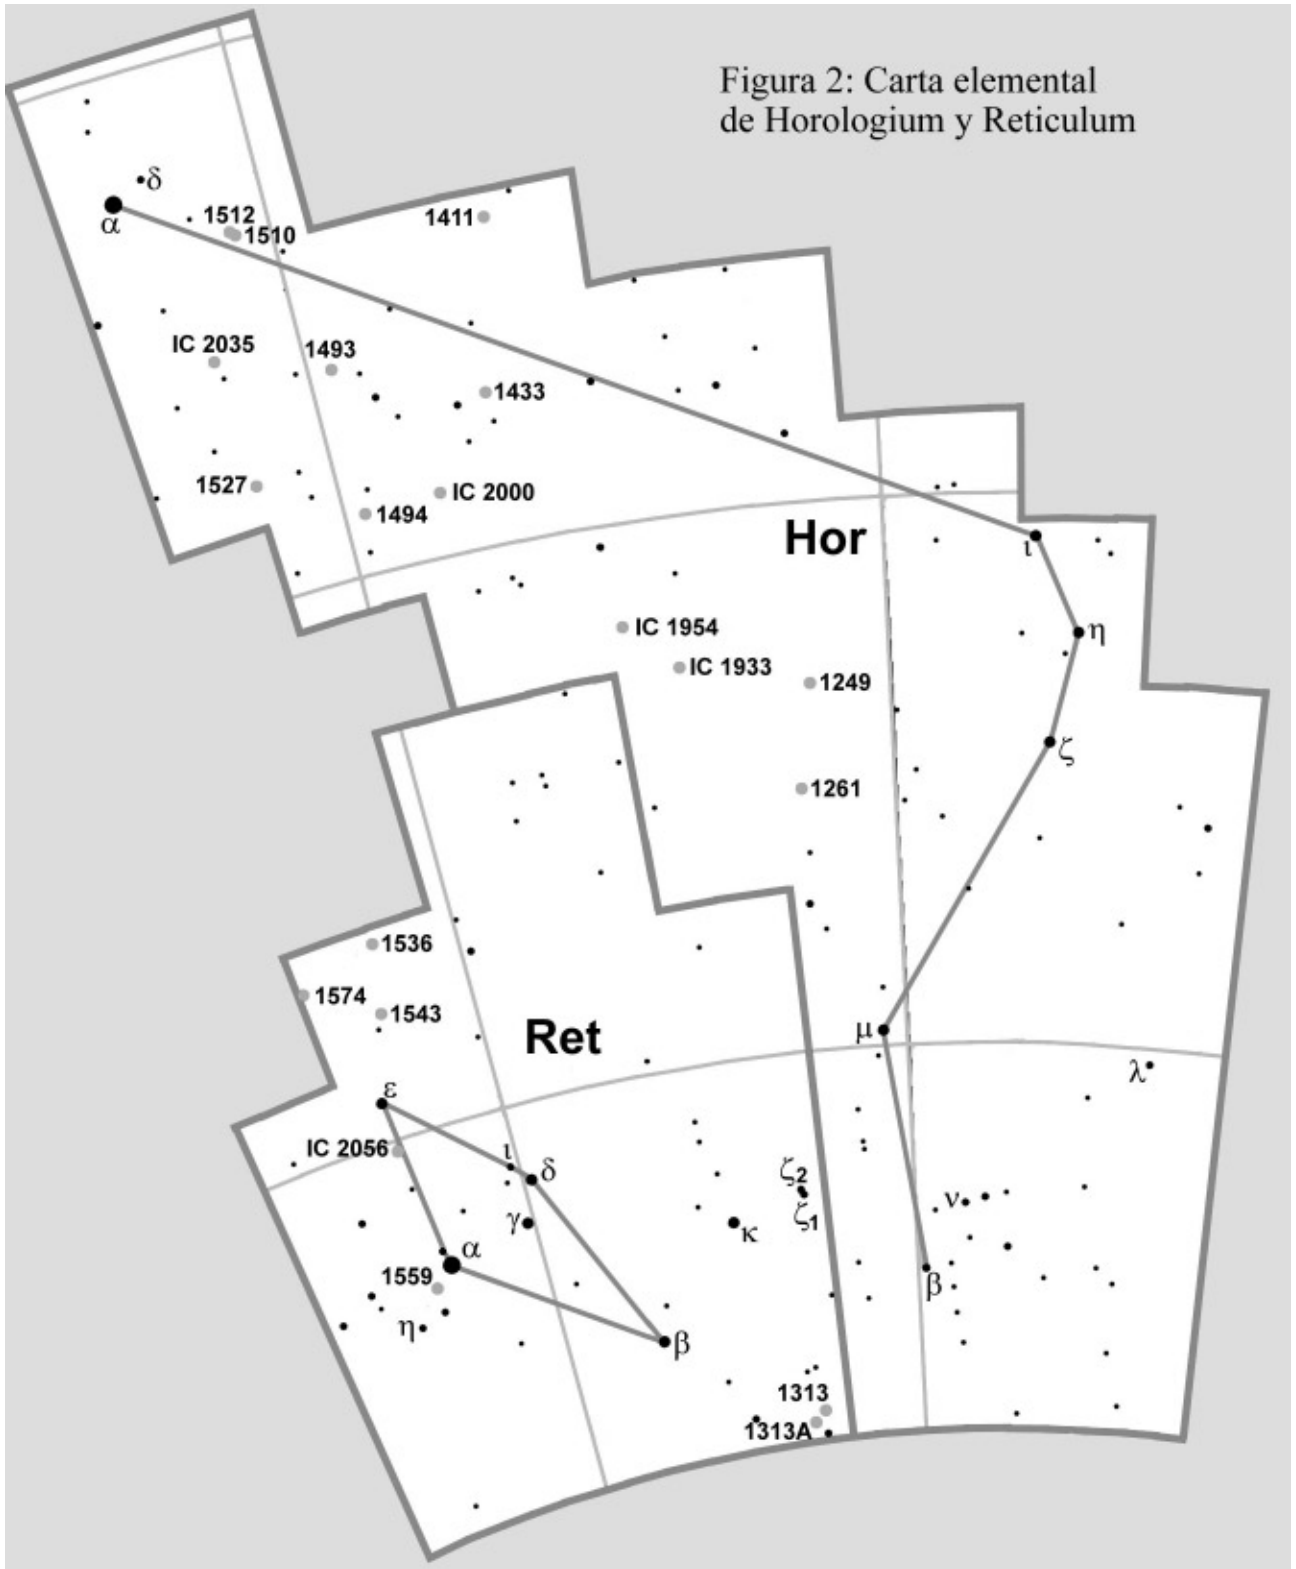 Figura 2: Carta elemental
de Horologium y Reticulum
δ
α
1512
1510
1411
IC 2035
1493
1433
1527
IC 2000
1494
Hor
ι
IC 1954
η
IC 1933
1249
ζ
1261
1536
1574
1543
Ret
μ
λ
ε
IC 2056
ι
δ
ζ2
ζ1
ν
γ
κ
α
1559
β
η
β
1313
1313A